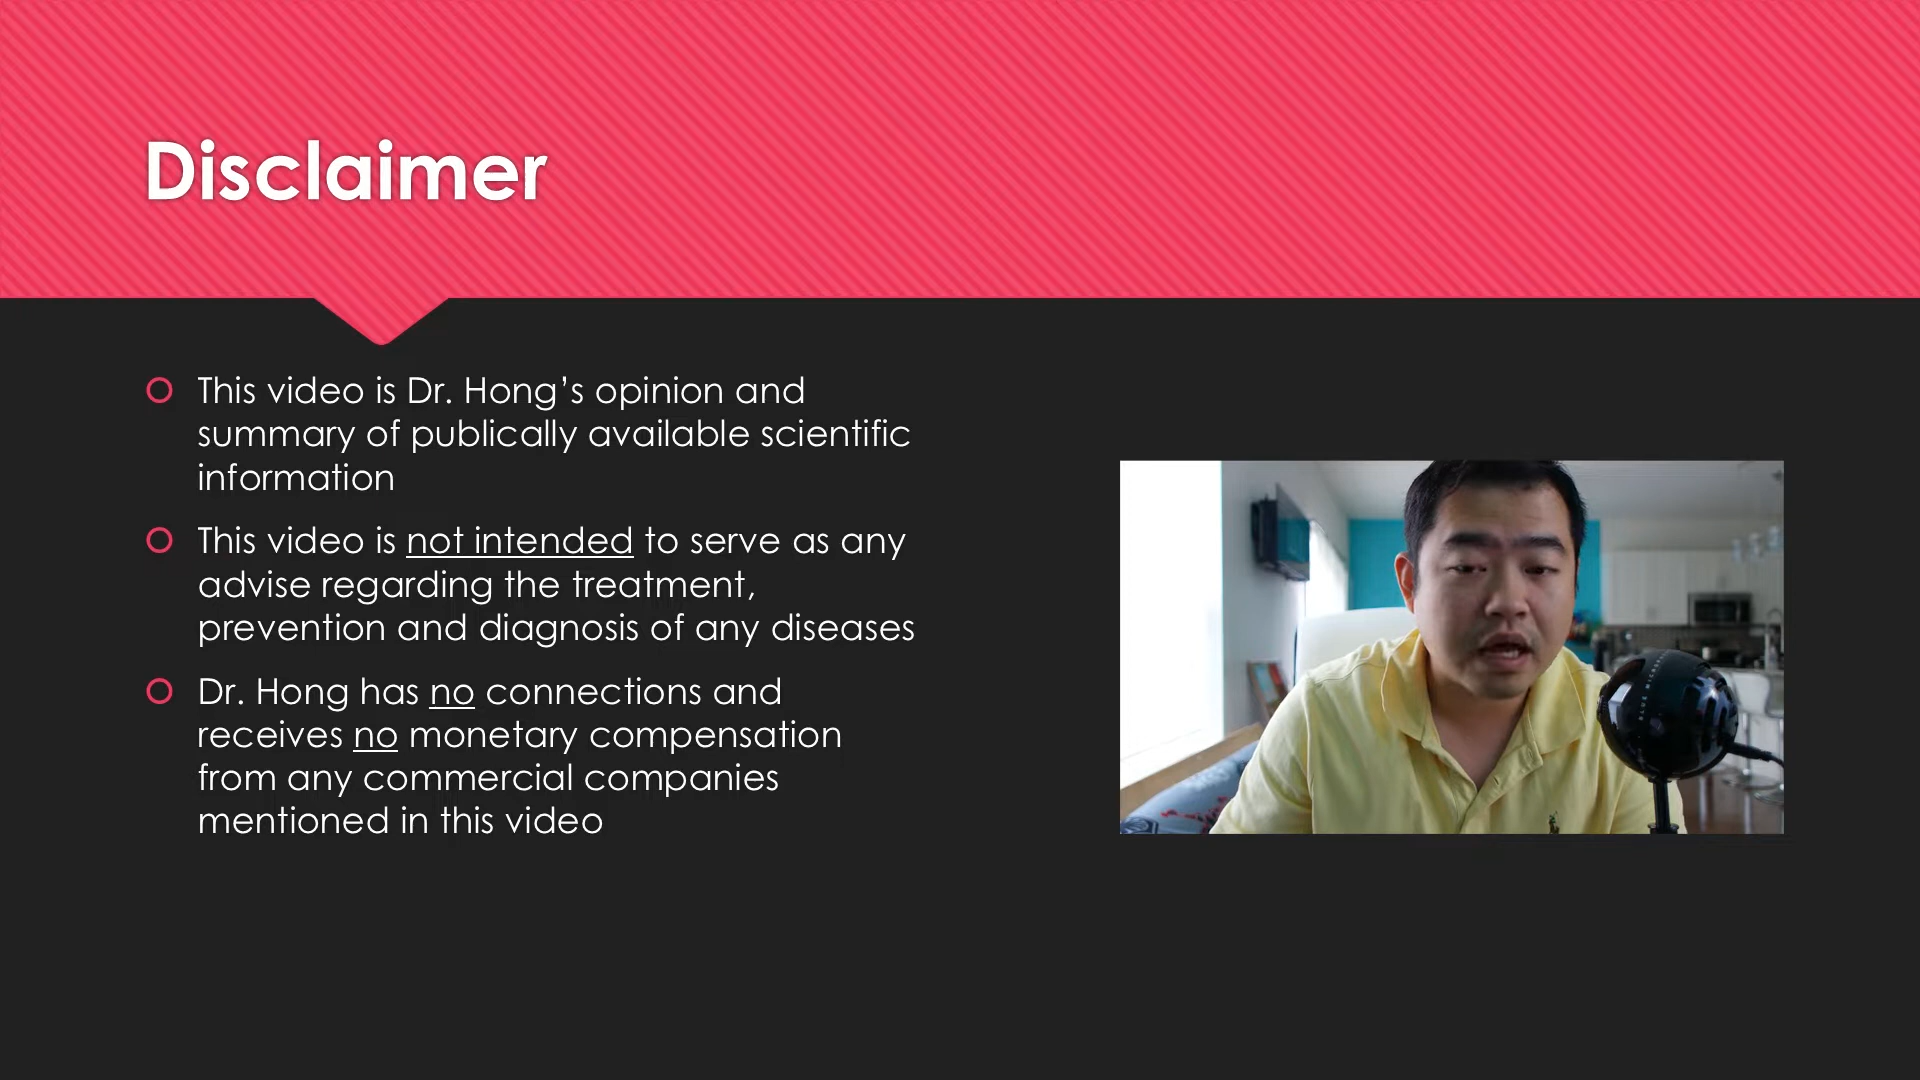 Disclaimer
This video is Dr. Hong’s opinion and
summary of publically available scientific
information
This video is not intended to serve as any
advise regarding the treatment,
prevention and diagnosis of any diseases
Dr. Hong has no connections and
receives no monetary compensation
from any commercial companies
mentioned in this video